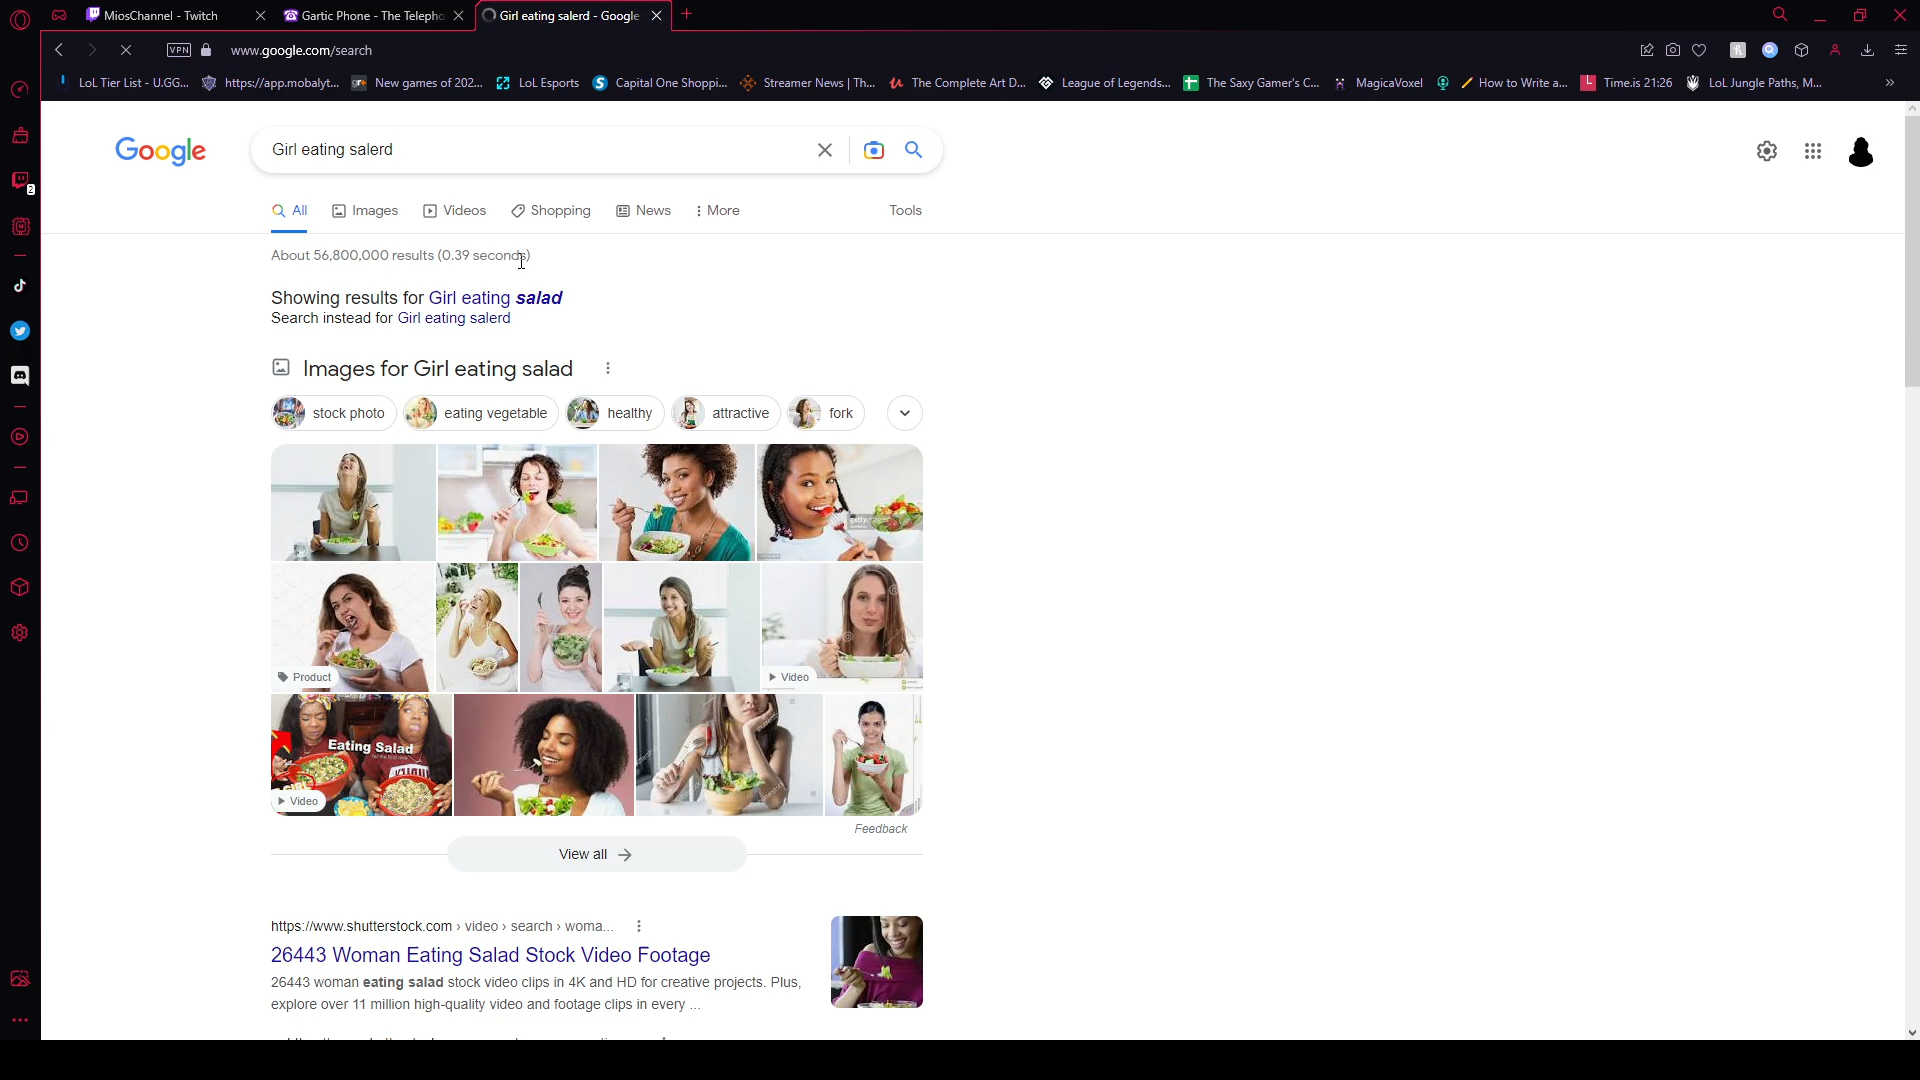 MiosChannel - Twitch
Gartic Phone - The Telepho
Girl eating salerd - Google
VPN
www.google.com/search
LoL Tier List - U.GG...
https://app.mobalyt...
New games of 202...
LoL Esports
Capital One Shoppi...
Streamer News | Th...
The Complete Art D...
League of Legends...
The Saxy Gamer's C...
MagicaVoxel
How to Write a...
Time.is 21:26
LoL Jungle Paths, M...
2
Google
Girl eating salerd
All
Images
Videos
Shopping
News
More
Tools
About 56,800,000 results (0.39 seconds)
Showing results for Girl eating salad
Search instead for Girl eating salerd
Images for Girl eating salad
stock photo
eating vegetable
healthy
attractive
fork
Product
Video
Eating Salad
Video
Feedback
View all
https://www.shutterstock.com › video › search › woma...
26443 Woman Eating Salad Stock Video Footage
26443 woman eating salad stock video clips in 4K and HD for creative projects. Plus,
explore over 11 million high-quality video and footage clips in every ...